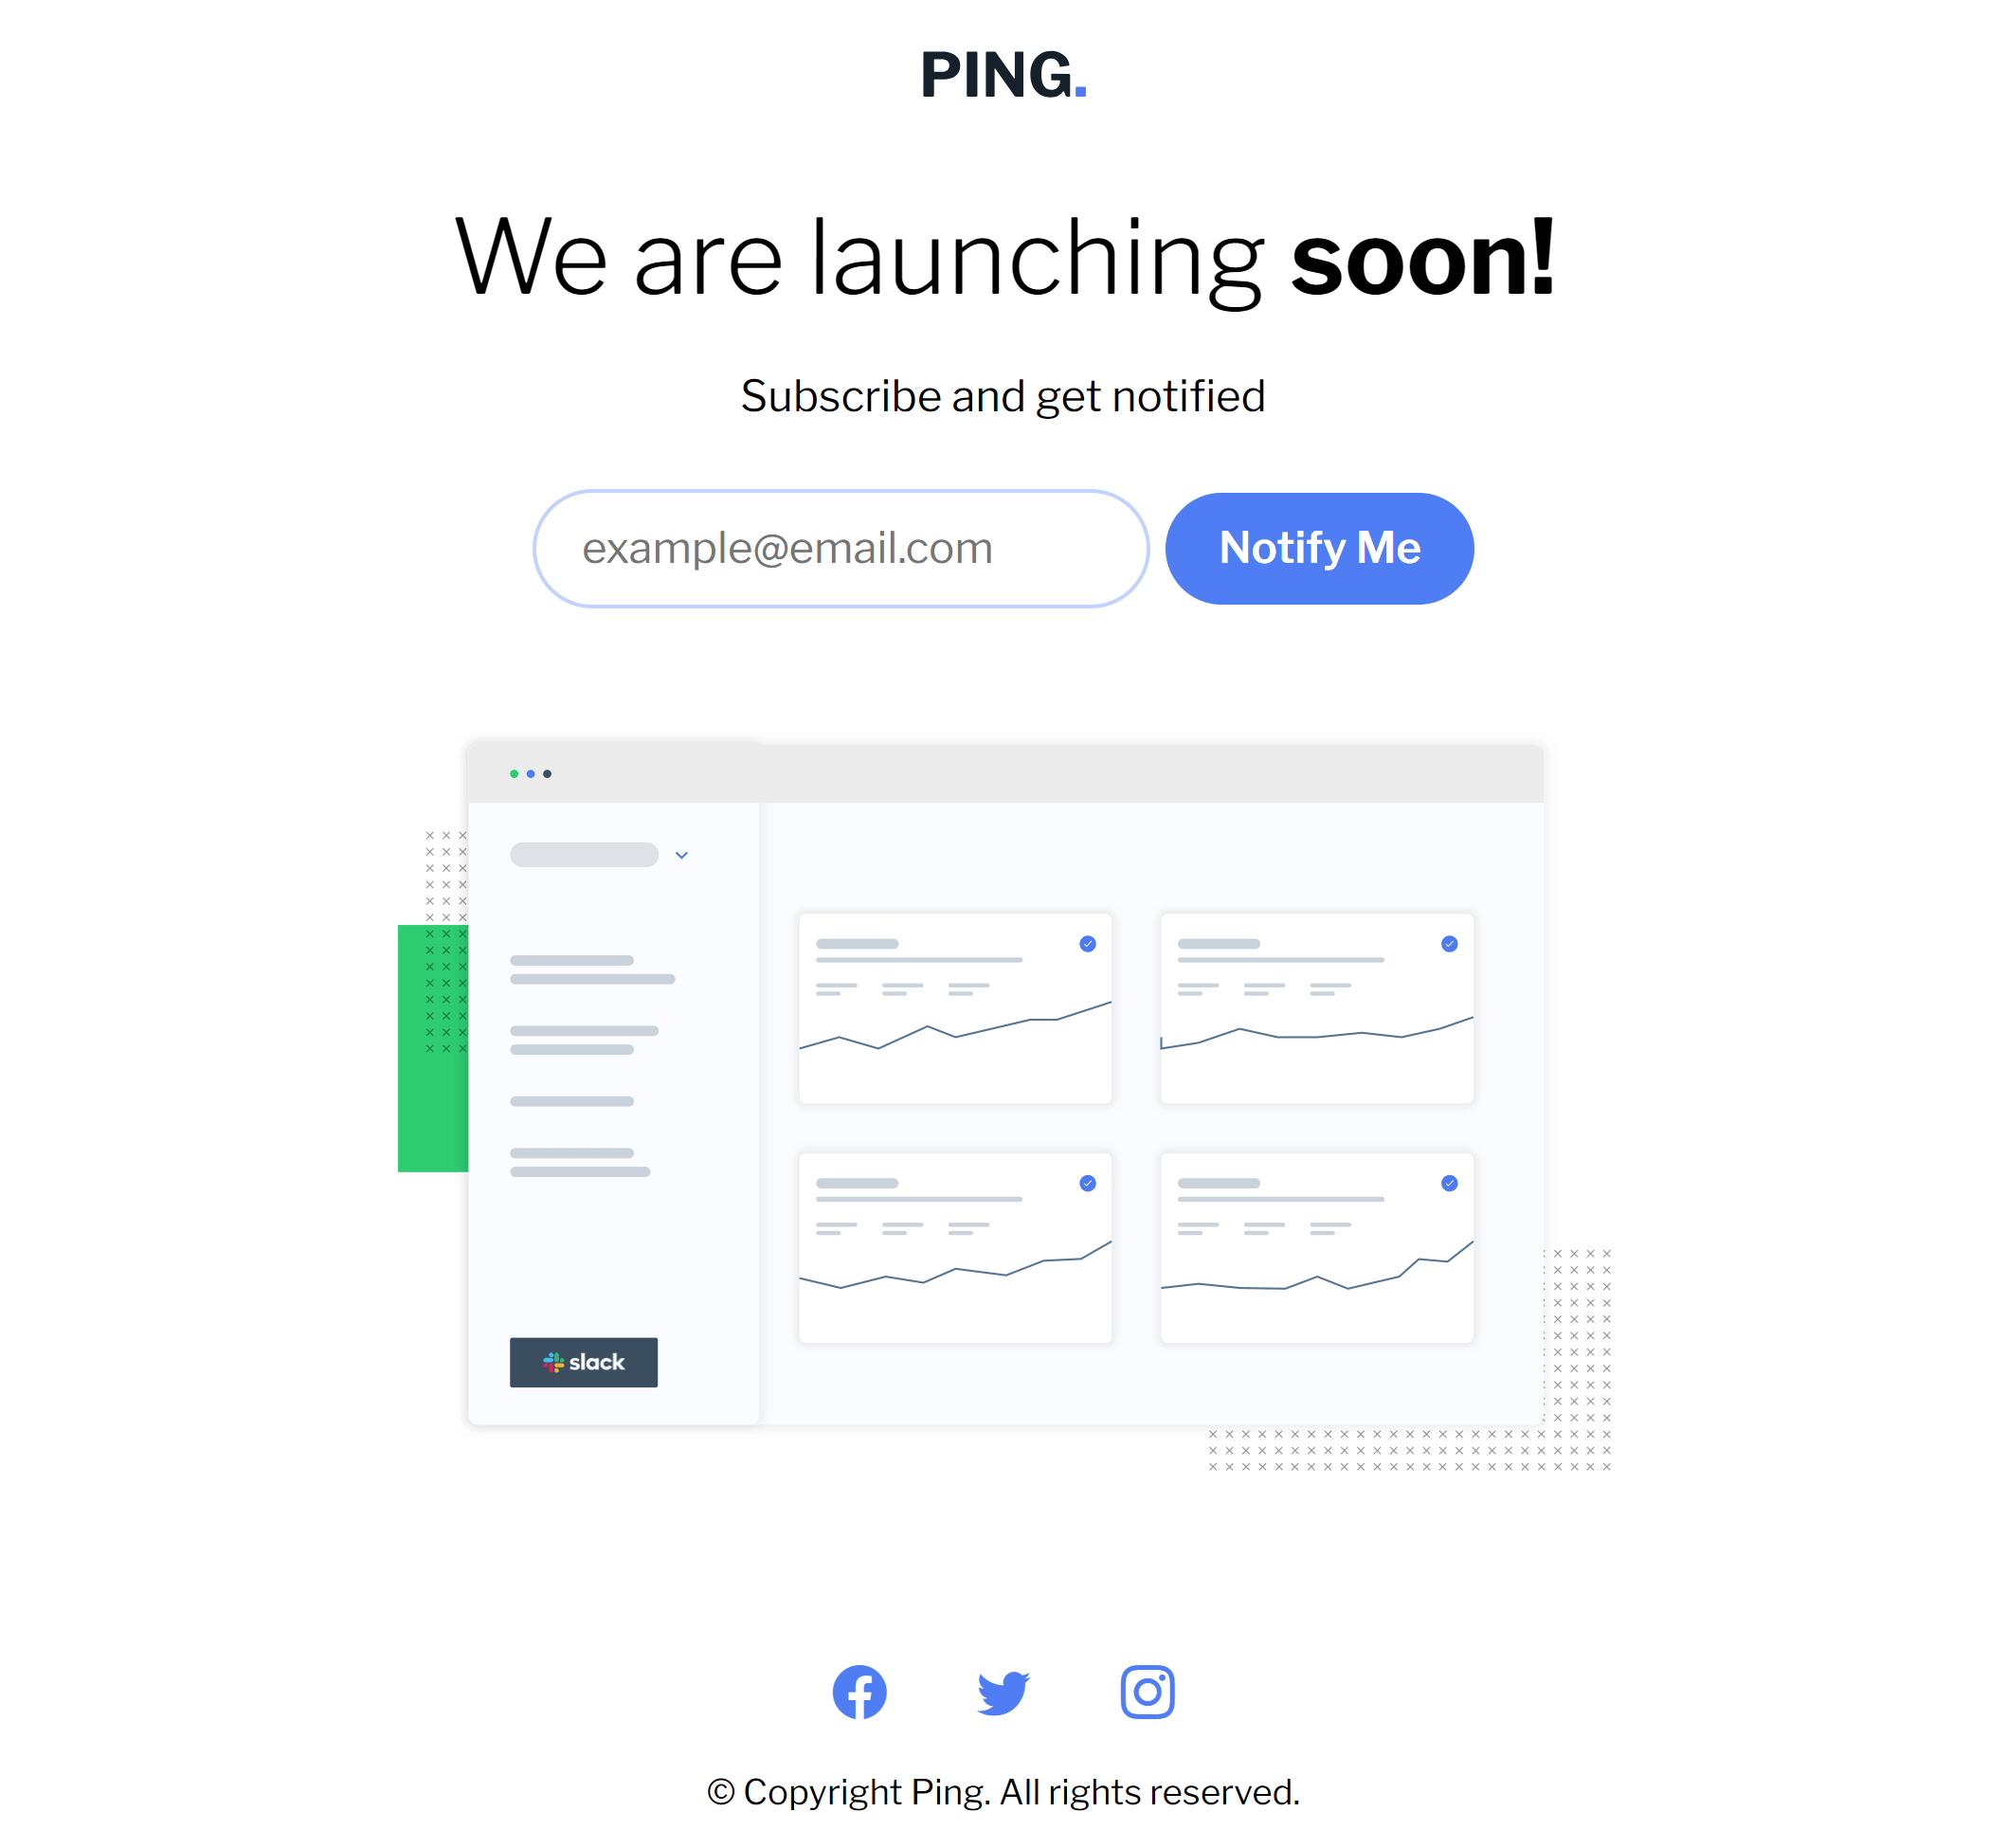 PING.
We are launching soon!
Subscribe and get notified
example@email.com
Notify Me
slack
© Copyright Ping. All rights reserved.